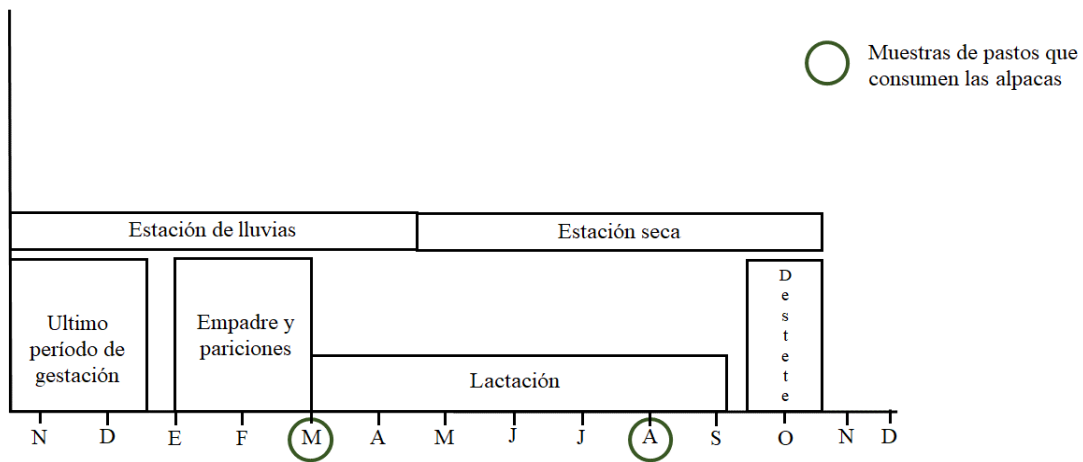 Muestras de pastos que
consumen las alpacas
Estación de lluvias
Estación seca
Ultimo
período de
gestación
Empadre y
pariciones
Lactación
D
e
s
t
e
t
e
N D E F M A M J J A S O N D